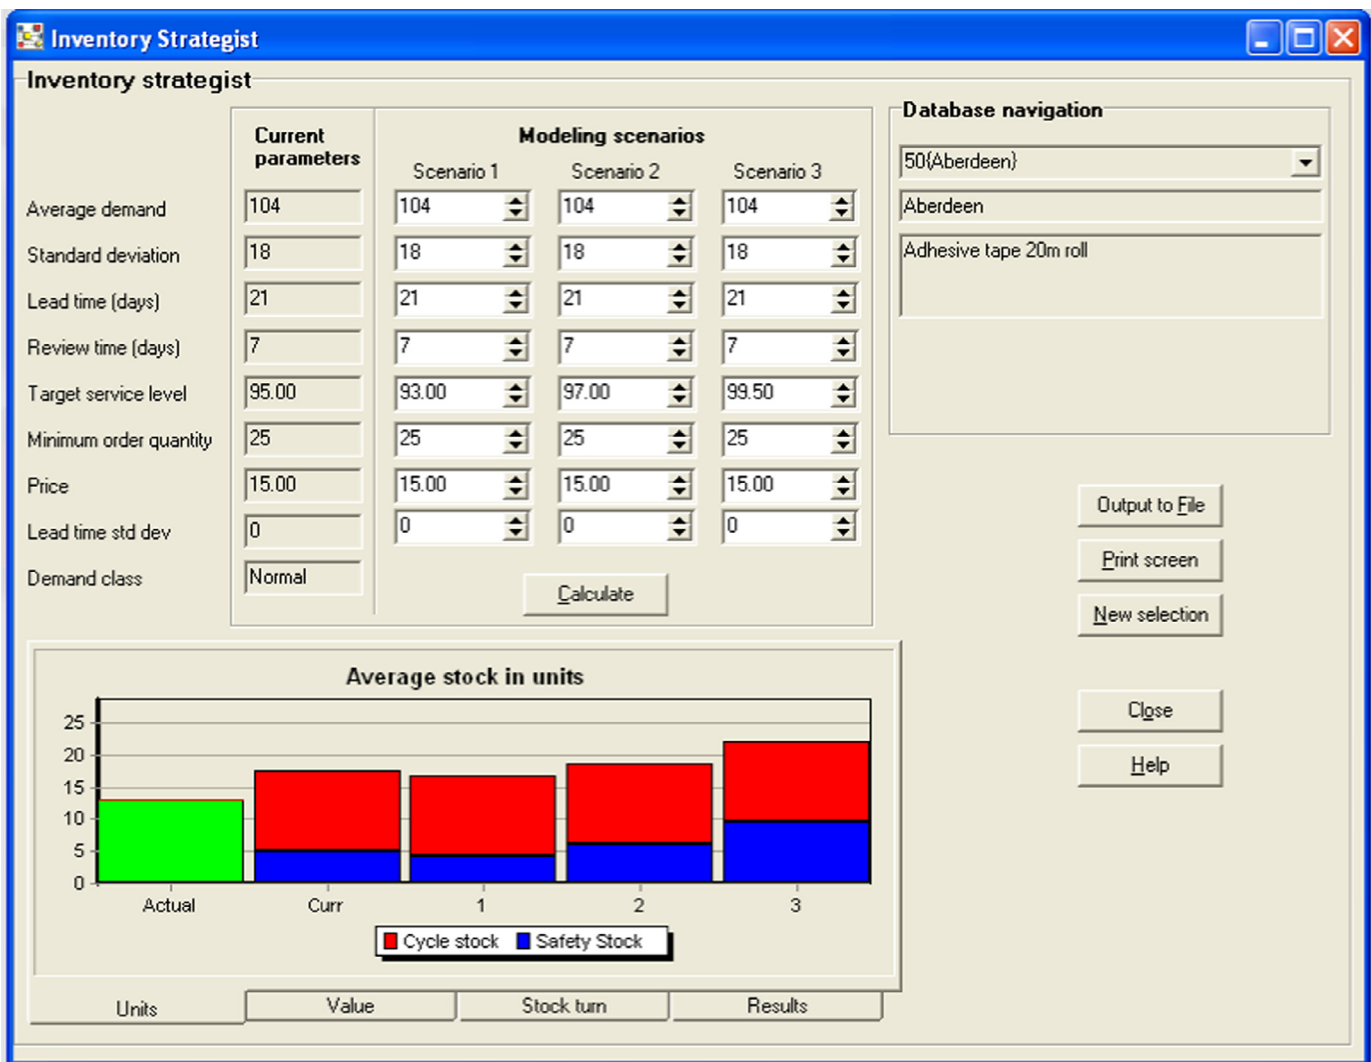 Inventory Strategist
Inventory strategist
Current parameters
Modeling scenarios
Scenario 1 Scenario 2 Scenario 3
Average demand 104 104 104 104
Standard deviation 18 18 18 18
Lead time (days) 21 21 21 21
Review time (days) 7 7 7 7
Target service level 95.00 93.00 97.00 99.50
Minimum order quantity 25 25 25 25
Price 15.00 15.00 15.00 15.00
Lead time std dev 0 0 0 0
Demand class Normal
Calculate
Database navigation
50{Aberdeen}
Aberdeen
Adhesive tape 20m roll
Output to File
Print screen
New selection
Close
Help
Average stock in units
25
20
15
10
5
0
Actual Curr 1 2 3
Cycle stock Safety Stock
Units Value Stock turn Results